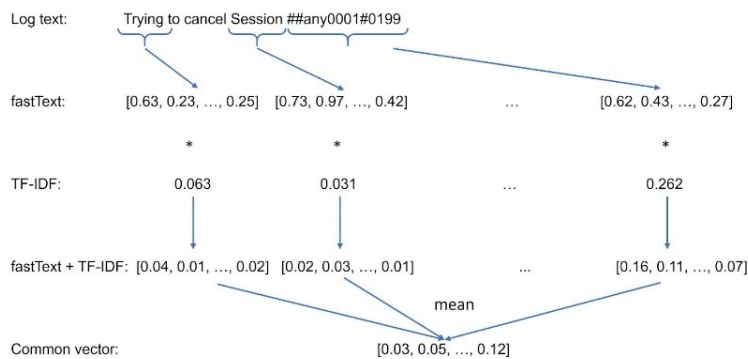 Log text: Trying to cancel Session ##any0001#0199
fastText: [0.63, 0.23, …, 0.25] [0.73, 0.97, …, 0.42] … [0.62, 0.43, …, 0.27]
* * *
TF-IDF: 0.063 0.031 … 0.262
fastText + TF-IDF: [0.04, 0.01, …, 0.02] [0.02, 0.03, …, 0.01] ... [0.16, 0.11, …, 0.07]
mean
Common vector: [0.03, 0.05, …, 0.12]